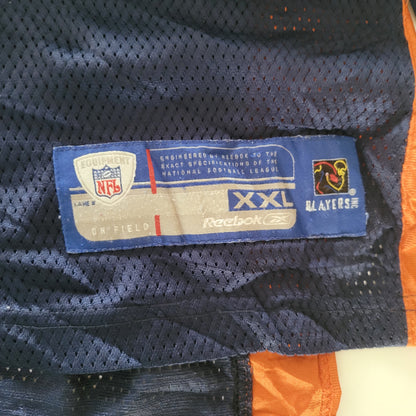 EQUIPMENT
NFL
ENGINEERED BY REEBOK TO THE
EXACT SPECIFICATIONS OF THE
NATIONAL FOOTBALL LEAGUE
XXL
Reebok
ON FIELD
PLAYERS INC